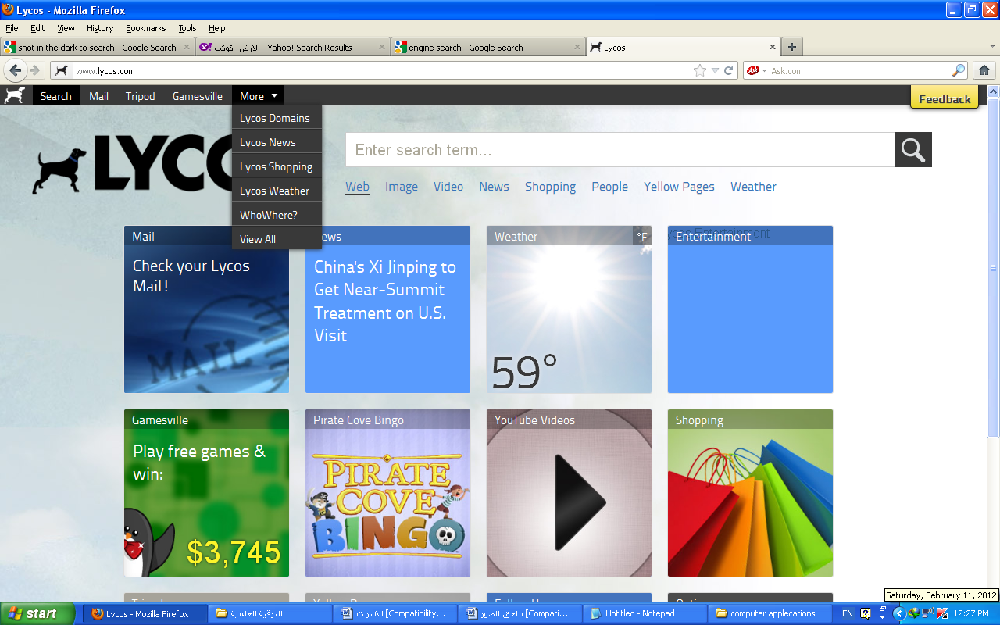 Lycos - Mozilla Firefox
File Edit View History Bookmarks Tools Help
shot in the dark to search - Google Search
الارض -كوكب - Yahoo! Search Results
engine search - Google Search
Lycos
www.lycos.com
Ask Ask.com
Search Mail Tripod Gamesville More
Feedback
Lycos Domains
Lycos News
Lycos Shopping
Lycos Weather
WhoWhere?
View All
LYCO
Enter search term...
Web Image Video News Shopping People Yellow Pages Weather
Mail
Check your Lycos
Mail!
MAIL
ews
China's Xi Jinping to
Get Near-Summit
Treatment on U.S.
Visit
Weather °F
59°
ycos Entertainment
Entertainment
Gamesville
Play free games &
win:
$3,745
Pirate Cove Bingo
PIRATE
COVE
BINGO
YouTube Videos
Shopping
Saturday, February 11, 2012
start
Lycos - Mozilla Firefox
الترقية العلمية
الانترنت [Compatibility...
ملحق الصور [Compati...
Untitled - Notepad
computer applecations
EN
12:27 PM